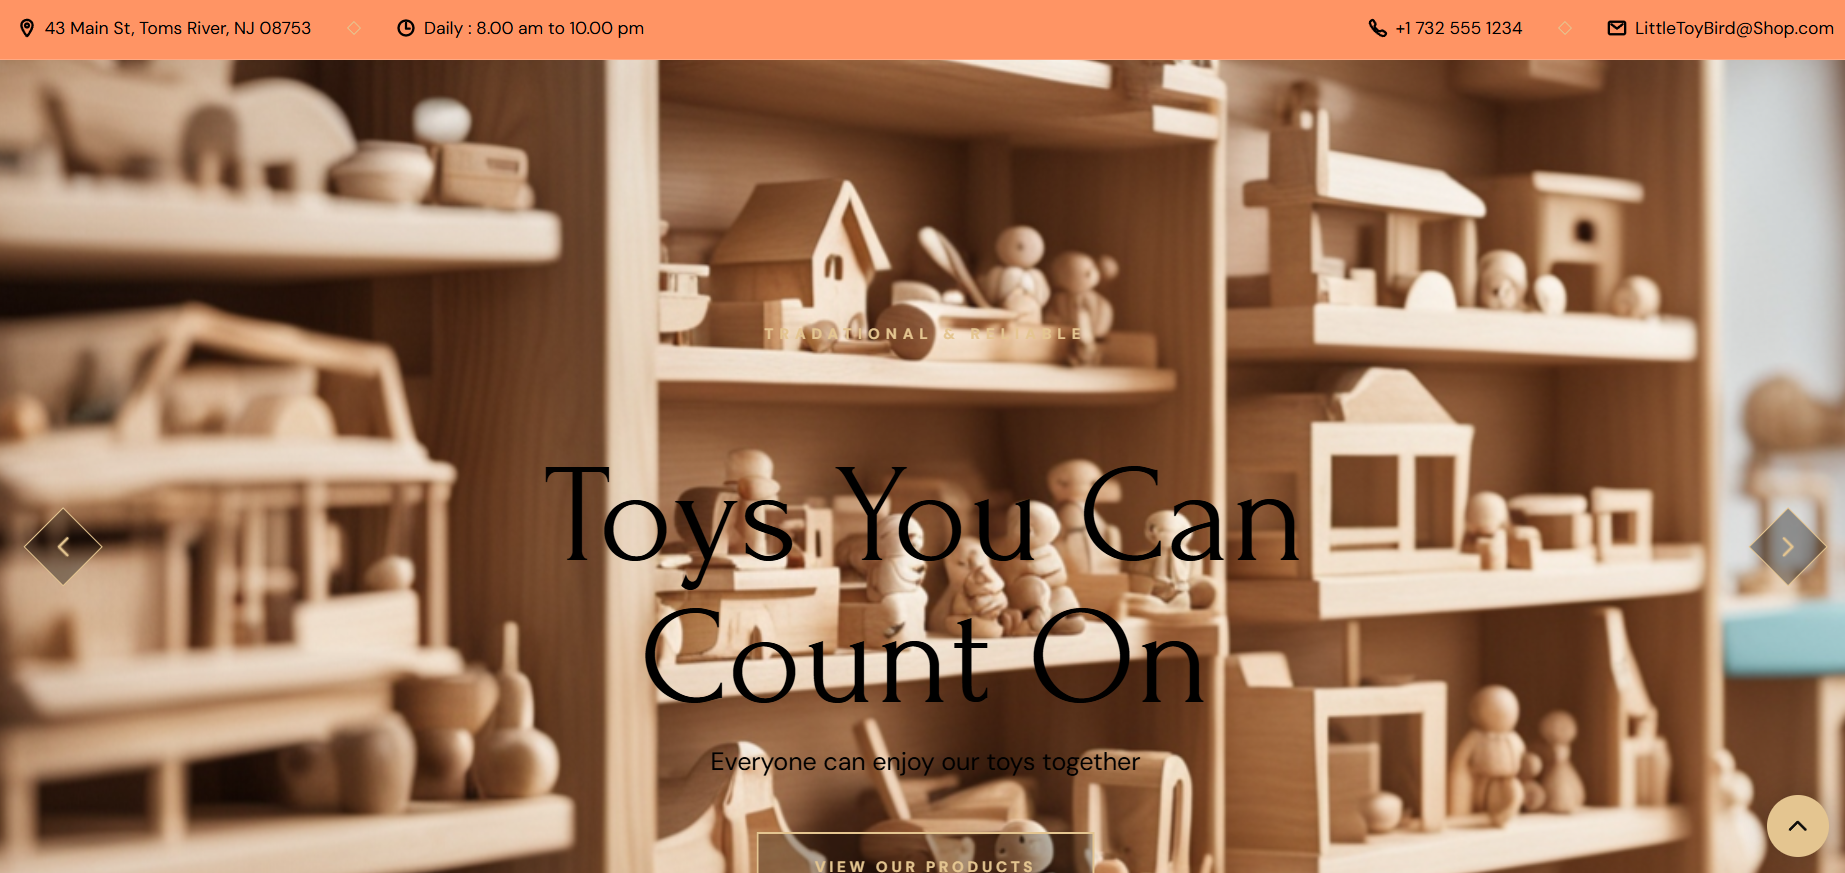 43 Main St, Toms River, NJ 08753
Daily : 8.00 am to 10.00 pm
+1 732 555 1234
LittleToyBird@Shop.com
TRADATIONAL & RELIABLE
Toys You Can
Count On
Everyone can enjoy our toys together
VIEW OUR PRODUCTS